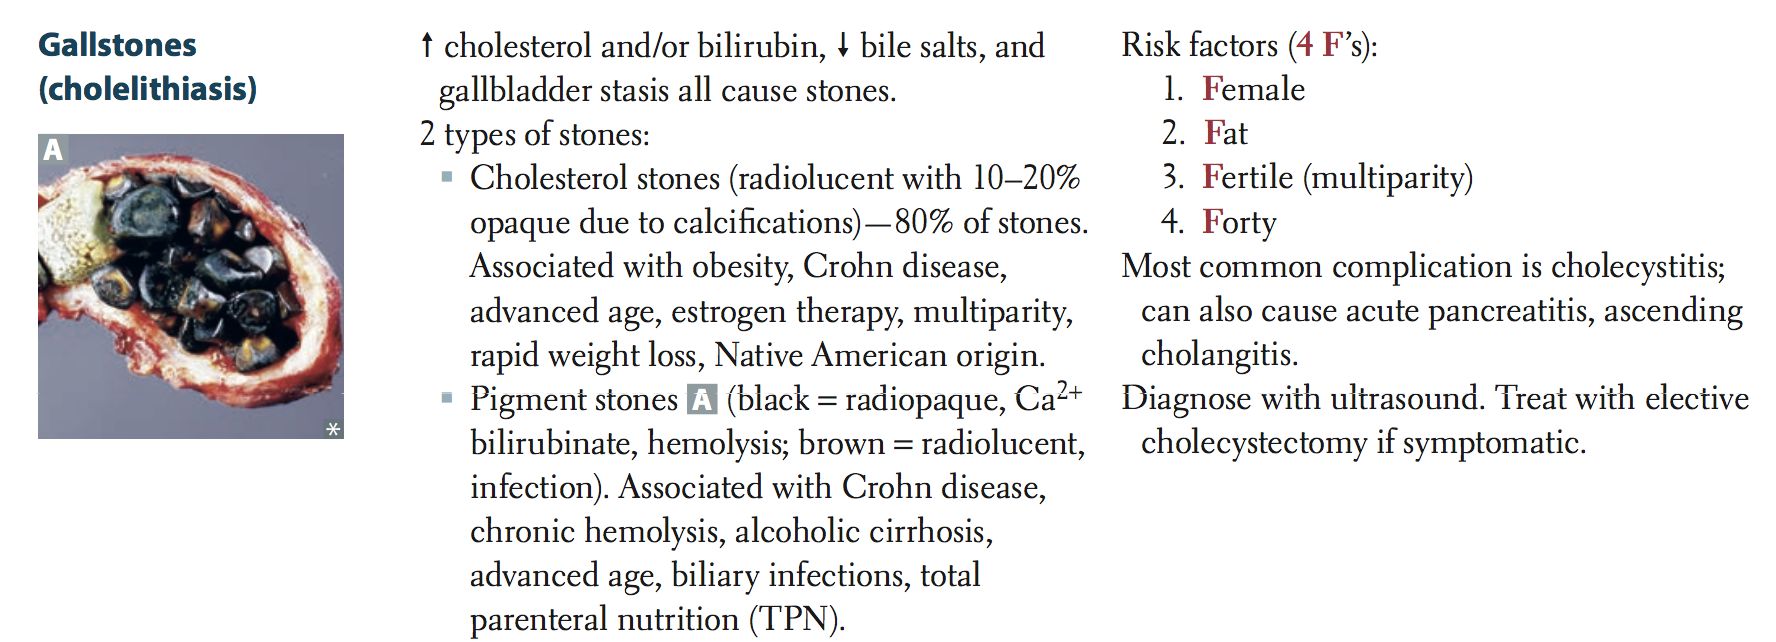 Gallstones
(cholelithiasis)
A
*
↑ cholesterol and/or bilirubin, ↓ bile salts, and
gallbladder stasis all cause stones.
2 types of stones:
▪ Cholesterol stones (radiolucent with 10–20%
opaque due to calcifications)—80% of stones.
Associated with obesity, Crohn disease,
advanced age, estrogen therapy, multiparity,
rapid weight loss, Native American origin.
▪ Pigment stones A (black = radiopaque, Ca²⁺
bilirubinate, hemolysis; brown = radiolucent,
infection). Associated with Crohn disease,
chronic hemolysis, alcoholic cirrhosis,
advanced age, biliary infections, total
parenteral nutrition (TPN).
Risk factors (4 F’s):
1. Female
2. Fat
3. Fertile (multiparity)
4. Forty
Most common complication is cholecystitis;
can also cause acute pancreatitis, ascending
cholangitis.
Diagnose with ultrasound. Treat with elective
cholecystectomy if symptomatic.